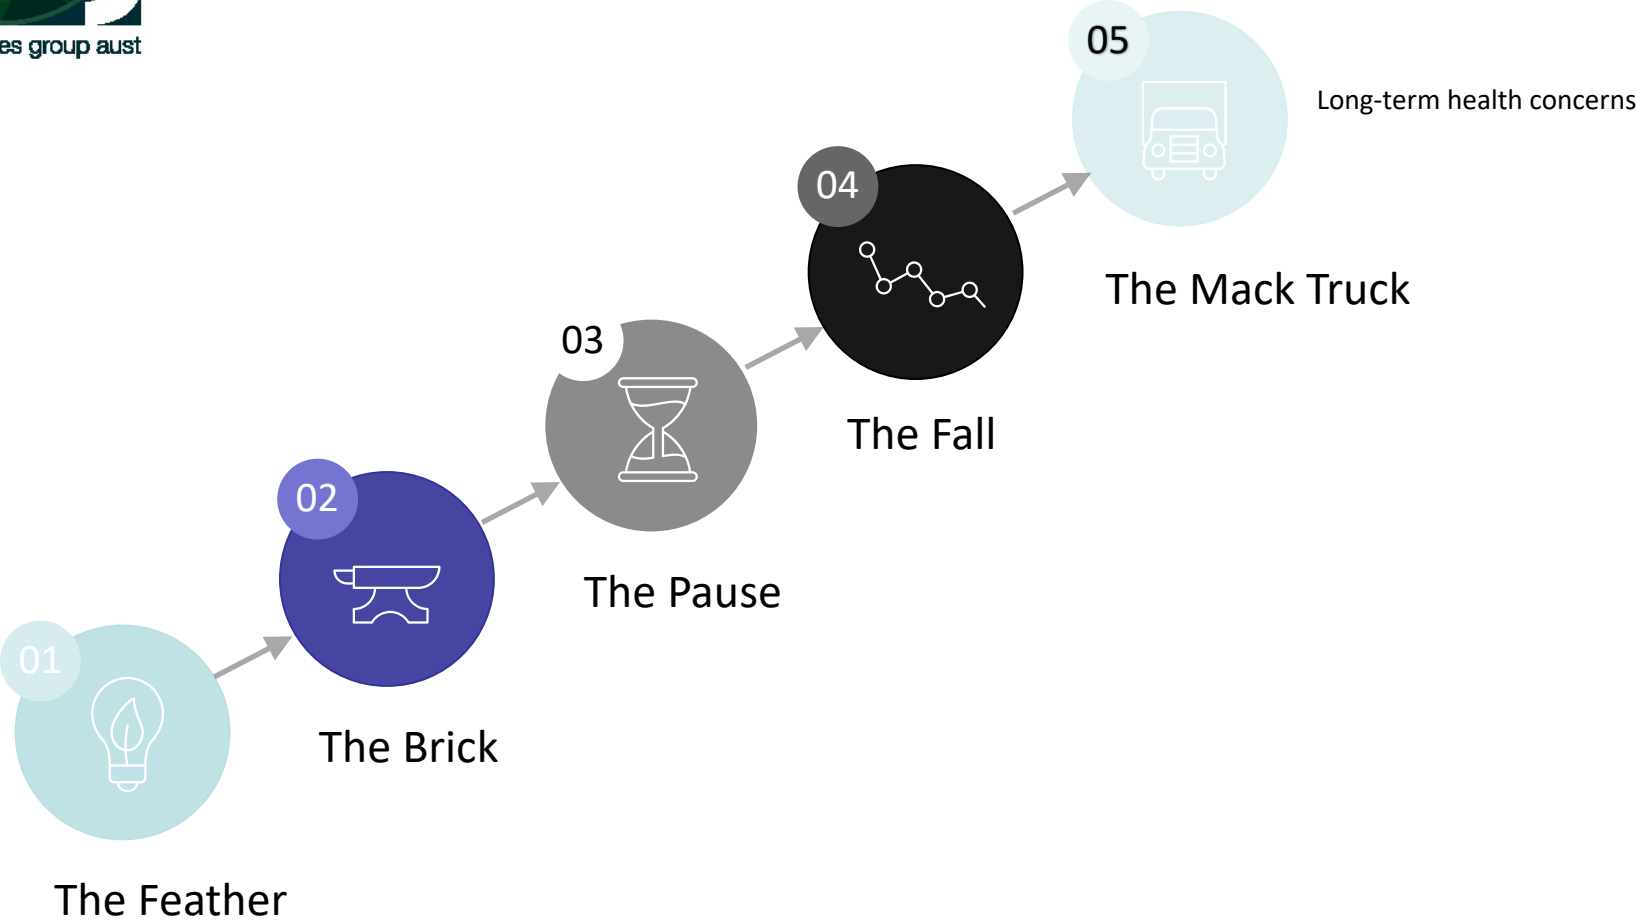 es group aust
05
Long-term health concerns
The Mack Truck
04
The Fall
03
The Pause
02
The Brick
01
The Feather